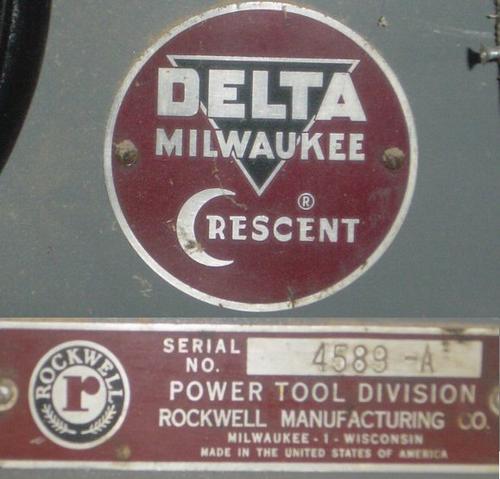 DELTA
MILWAUKEE
®
CRESCENT
SERIAL
NO. 4589 -A
ROCKWELL
r
POWER TOOL DIVISION
ROCKWELL MANUFACTURING CO.
MILWAUKEE - 1 - WISCONSIN
MADE IN THE UNITED STATES OF AMERICA